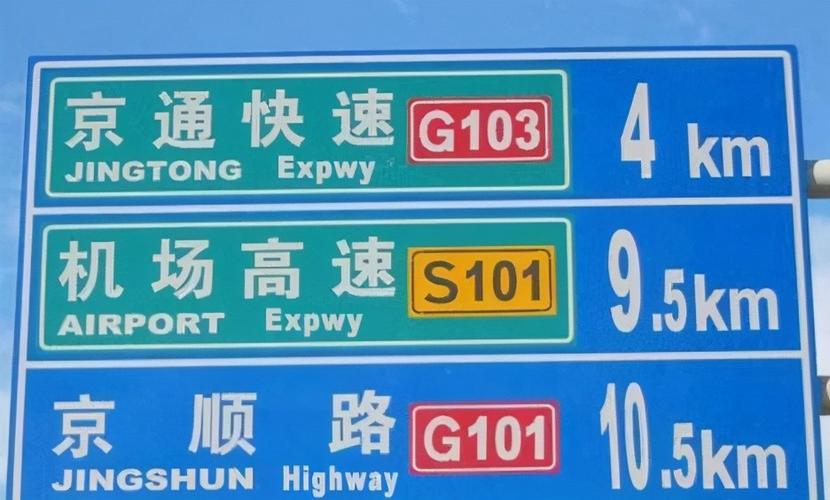 京通快速 G103 4 km
JINGTONG Expwy
机场高速 S101 9.5km
AIRPORT Expwy
京顺路 G101 10.5km
JINGSHUN Highway